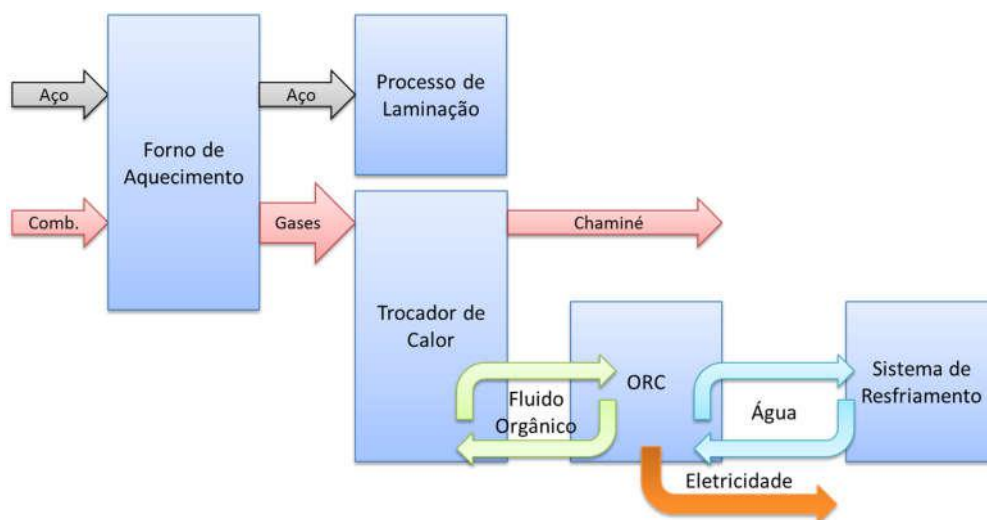 Aço
Forno de
Aquecimento
Aço
Processo de
Laminação
Comb.
Gases
Chaminé
Trocador de
Calor
Fluido
Orgânico
ORC
Água
Sistema de
Resfriamento
Eletricidade